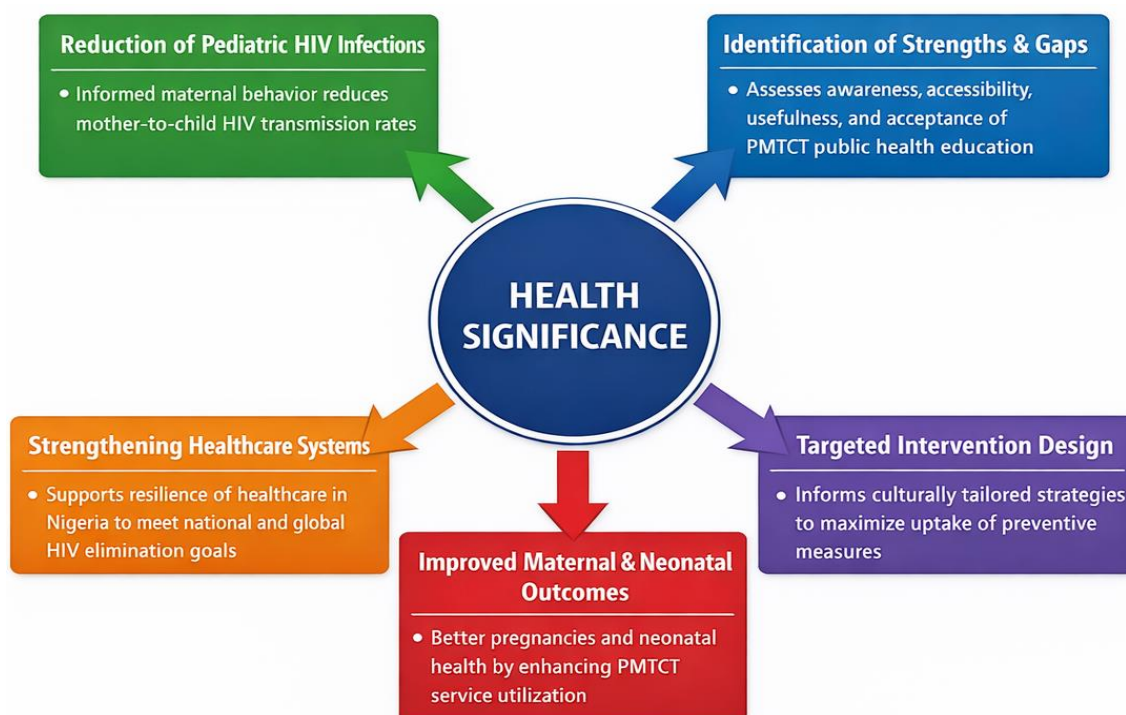 Reduction of Pediatric HIV Infections
• Informed maternal behavior reduces
mother-to-child HIV transmission rates
Identification of Strengths & Gaps
• Assesses awareness, accessibility,
usefulness, and acceptance of
PMTCT public health education
HEALTH
SIGNIFICANCE
Strengthening Healthcare Systems
• Supports resilience of healthcare in
Nigeria to meet national and global
HIV elimination goals
Targeted Intervention Design
• Informs culturally tailored strategies
to maximize uptake of preventive
measures
Improved Maternal & Neonatal
Outcomes
• Better pregnancies and neonatal
health by enhancing PMTCT
service utilization